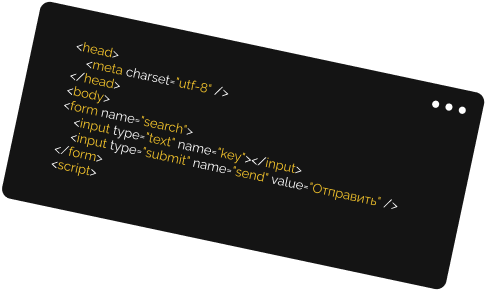 <head>
<meta charset="utf-8" />
</head>
<body>
<form name="search">
<input type="text" name="key"></input>
<input type="submit" name="send" value="Отправить" />
</form>
<script>